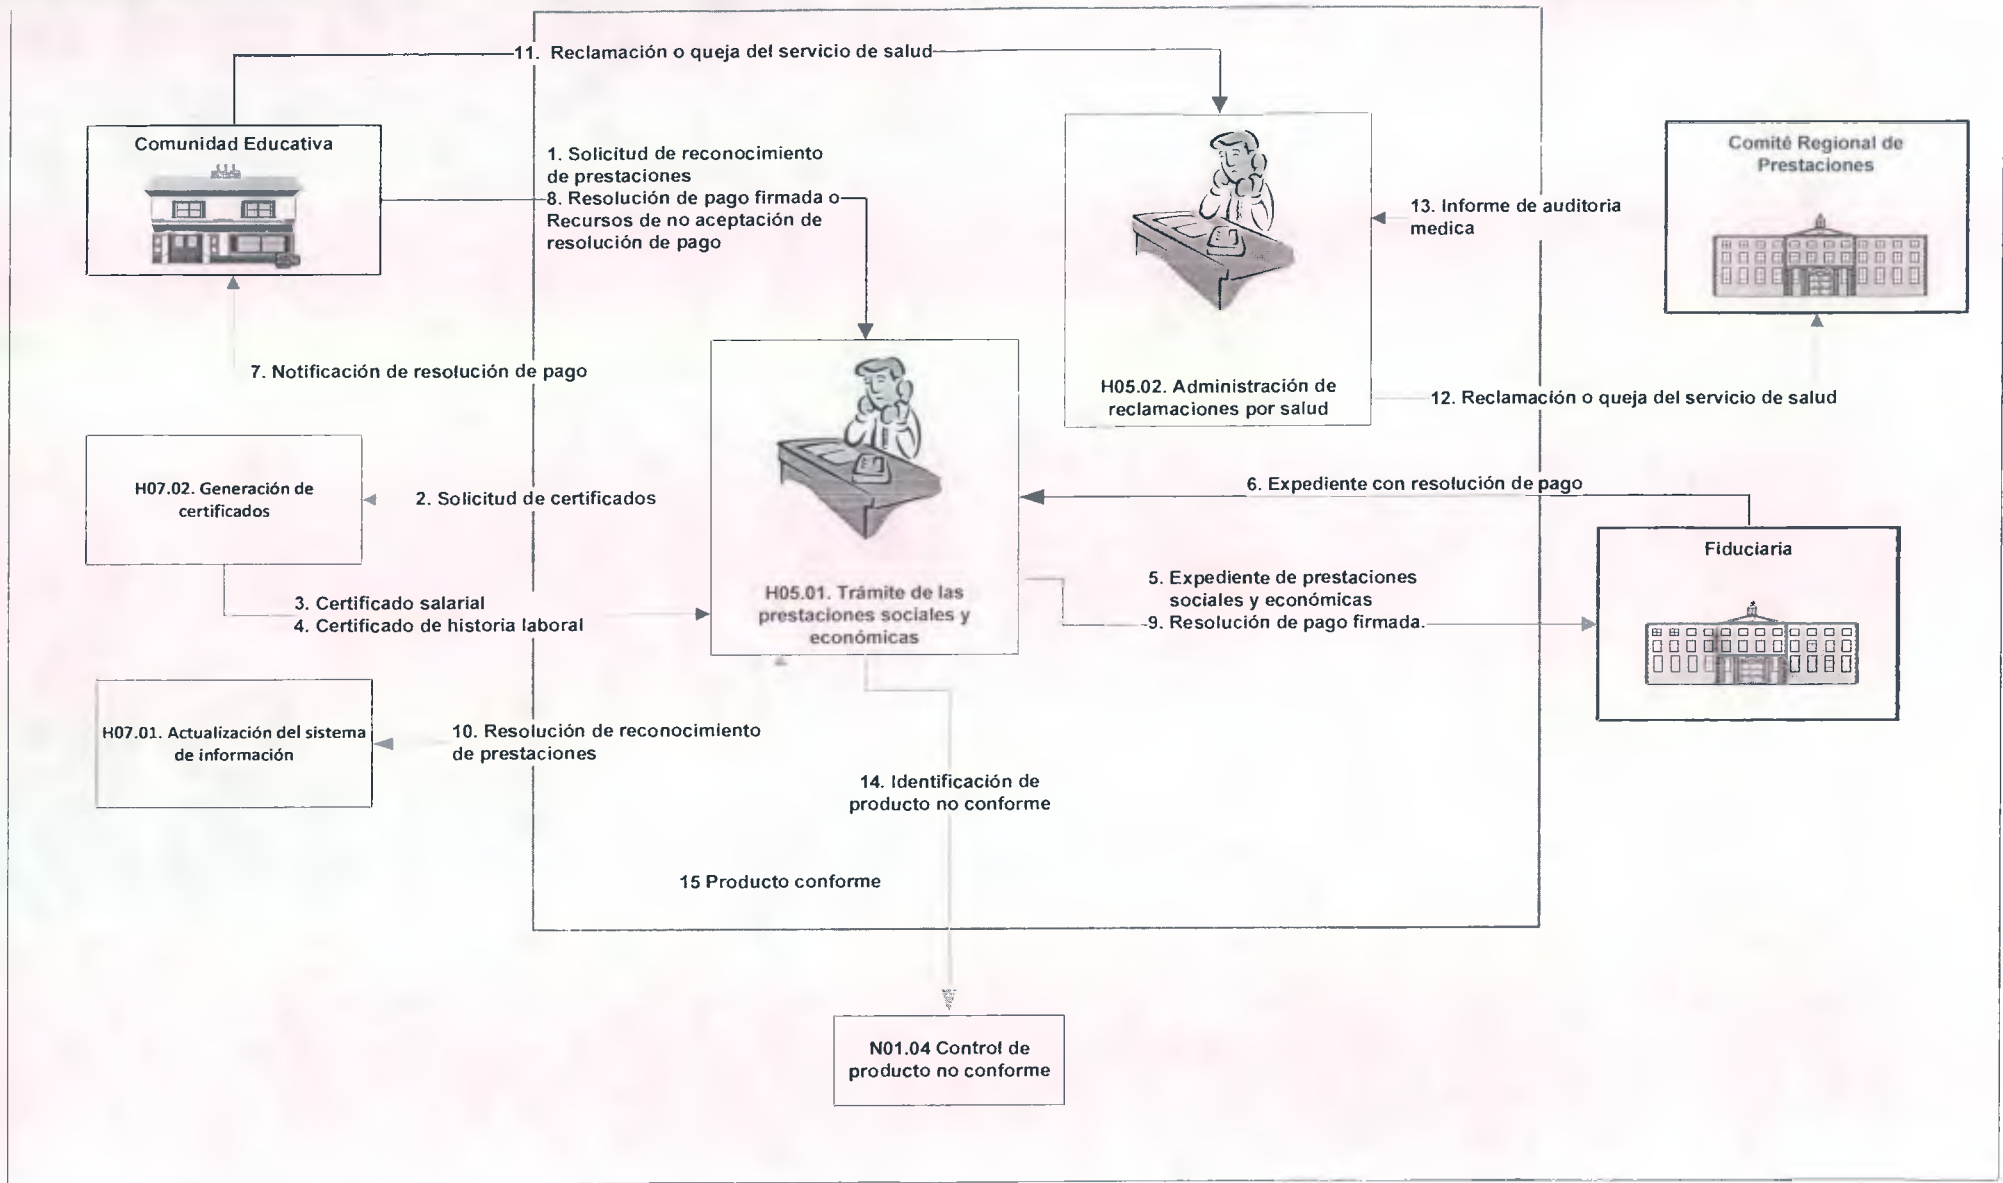 11. Reclamación o queja del servicio de salud
Comunidad Educativa
1. Solicitud de reconocimiento
de prestaciones
8. Resolución de pago firmada o
Recursos de no aceptación de
resolución de pago
Comité Regional de
Prestaciones
13. Informe de auditoria
medica
7. Notificación de resolución de pago
H05.02. Administración de
reclamaciones por salud
12. Reclamación o queja del servicio de salud
H07.02. Generación de
certificados
2. Solicitud de certificados
6. Expediente con resolución de pago
Fiduciaria
3. Certificado salarial
4. Certificado de historia laboral
H05.01. Trámite de las
prestaciones sociales y
económicas
5. Expediente de prestaciones
sociales y económicas
9. Resolución de pago firmada.
H07.01. Actualización del sistema
de información
10. Resolución de reconocimiento
de prestaciones
14. Identificación de
producto no conforme
15 Producto conforme
N01.04 Control de
producto no conforme